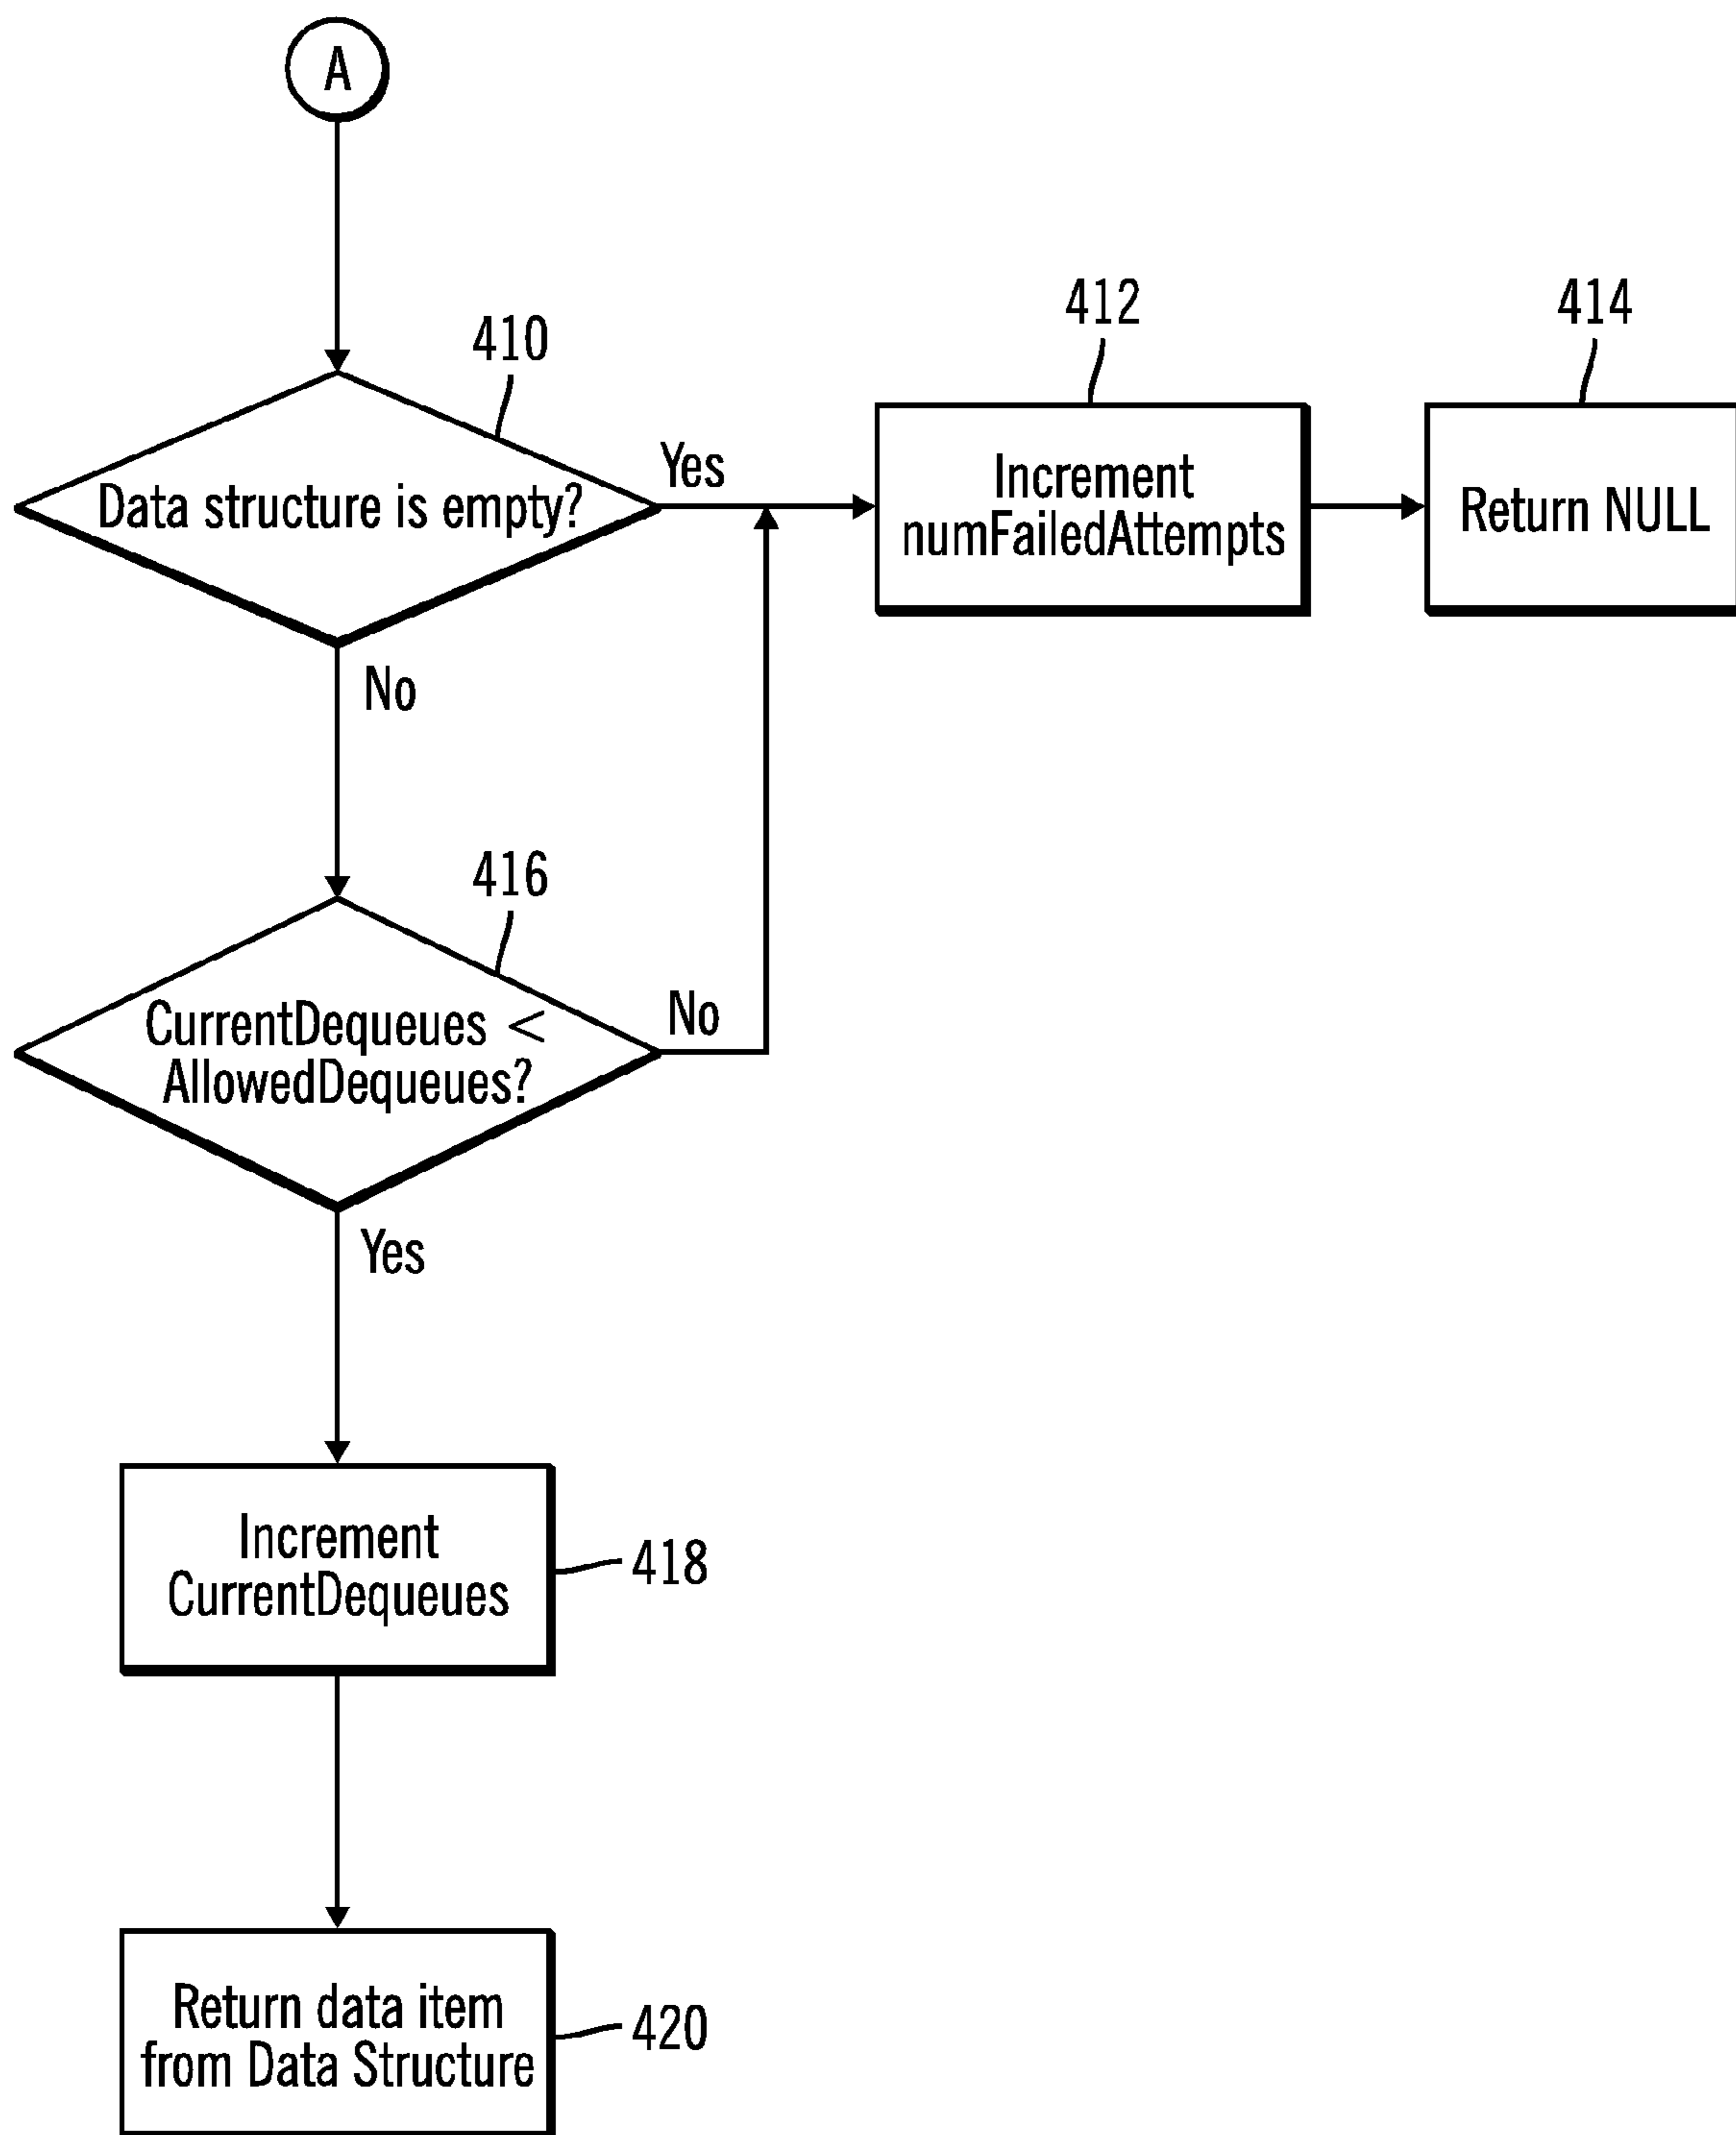 A
410
Data structure is empty?
Yes
No
412
Increment
numFailedAttempts
414
Return NULL
416
CurrentDequeues <
AllowedDequeues?
No
Yes
Increment
CurrentDequeues
418
Return data item
from Data Structure
420